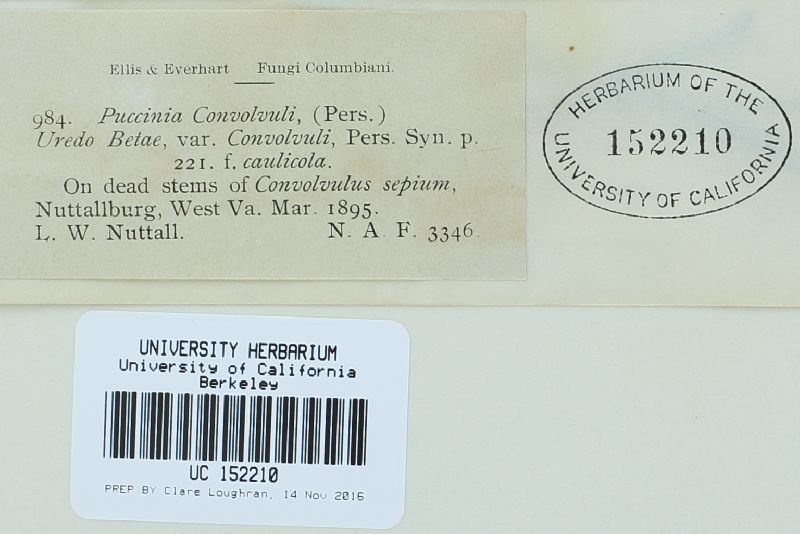 Ellis & Everhart Fungi Columbiani.
984. Puccinia Convolvuli, (Pers.)
Uredo Betae, var. Convolvuli, Pers. Syn. p.
221. f. caulicola.
On dead stems of Convolvulus sepium,
Nuttallburg, West Va. Mar. 1895.
L. W. Nuttall. N. A. F. 3346.
HERBARIUM OF THE
152210
UNIVERSITY OF CALIFORNIA
UNIVERSITY HERBARIUM
University of California
Berkeley
UC 152210
PREP BY Clare Loughran, 14 Nov 2016